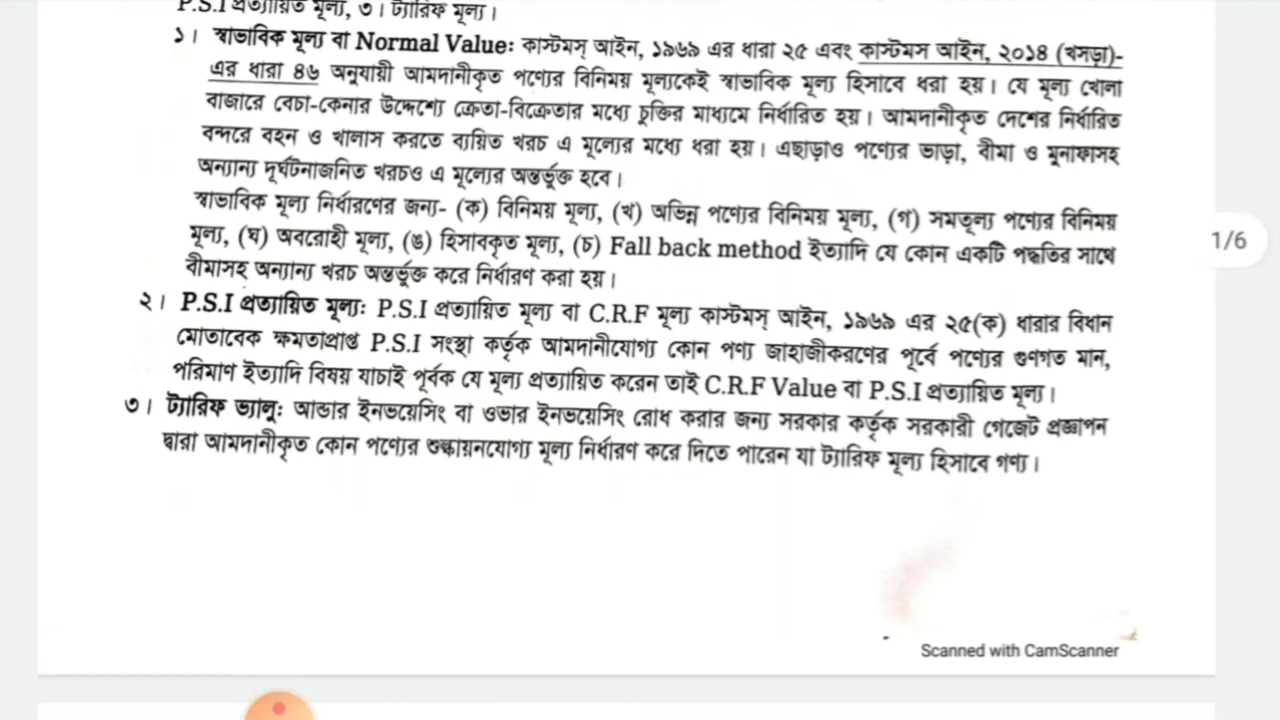 P.S.I প্রত্যায়িত মূল্য, ৩। ট্যারিফ মূল্য।
১। স্বাভাবিক মূল্য বা Normal Value: কাস্টমস্ আইন, ১৯৬৯ এর ধারা ২৫ এবং কাস্টমস আইন, ২০১৪ (খসড়া)-
এর ধারা ৪৬ অনুযায়ী আমদানীকৃত পণ্যের বিনিময় মূল্যকেই স্বাভাবিক মূল্য হিসাবে ধরা হয়। যে মূল্য খোলা
বাজারে বেচা-কেনার উদ্দেশ্যে ক্রেতা-বিক্রেতার মধ্যে চুক্তির মাধ্যমে নির্ধারিত হয়। আমদানীকৃত দেশের নির্ধারিত
বন্দরে বহন ও খালাস করতে ব্যয়িত খরচ এ মূল্যের মধ্যে ধরা হয়। এছাড়াও পণ্যের ভাড়া, বীমা ও মুনাফাসহ
অন্যান্য দূর্ঘটনাজনিত খরচও এ মূল্যের অন্তর্ভুক্ত হবে।
স্বাভাবিক মূল্য নির্ধারণের জন্য- (ক) বিনিময় মূল্য, (খ) অভিন্ন পণ্যের বিনিময় মূল্য, (গ) সমতূল্য পণ্যের বিনিময়
মূল্য, (ঘ) অবরোহী মূল্য, (ঙ) হিসাবকৃত মূল্য, (চ) Fall back method ইত্যাদি যে কোন একটি পদ্ধতির সাথে
বীমাসহ অন্যান্য খরচ অন্তর্ভুক্ত করে নির্ধারণ করা হয়।
২। P.S.I প্রত্যায়িত মূল্য: P.S.I প্রত্যায়িত মূল্য বা C.R.F মূল্য কাস্টমস্ আইন, ১৯৬৯ এর ২৫(ক) ধারার বিধান
মোতাবেক ক্ষমতাপ্রাপ্ত P.S.I সংস্থা কর্তৃক আমদানীযোগ্য কোন পণ্য জাহাজীকরণের পূর্বে পণ্যের গুণগত মান,
পরিমাণ ইত্যাদি বিষয় যাচাই পূর্বক যে মূল্য প্রত্যায়িত করেন তাই C.R.F Value বা P.S.I প্রত্যায়িত মূল্য।
৩। ট্যারিফ ভ্যালু: আন্ডার ইনভয়েসিং বা ওভার ইনভয়েসিং রোধ করার জন্য সরকার কর্তৃক সরকারী গেজেট প্রজ্ঞাপন
দ্বারা আমদানীকৃত কোন পণ্যের শুল্কায়নযোগ্য মূল্য নির্ধারণ করে দিতে পারেন যা ট্যারিফ মূল্য হিসাবে গণ্য।
1/6
Scanned with CamScanner